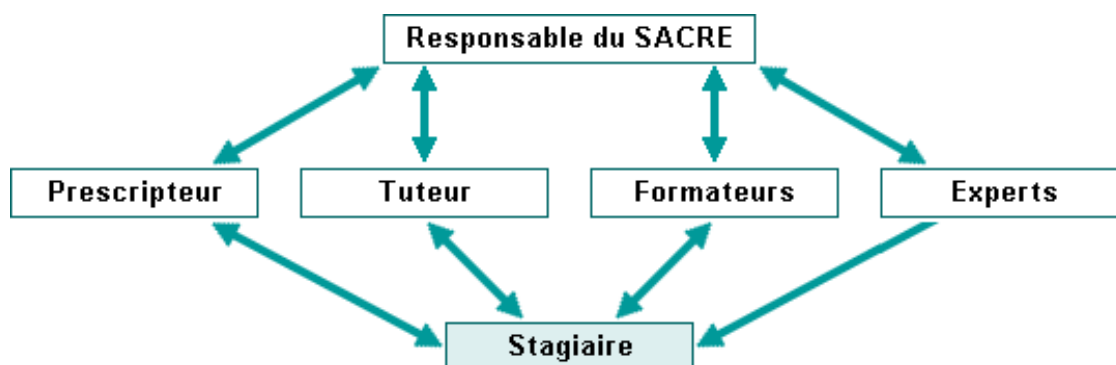 Responsable du SACRE
Prescripteur
Tuteur
Formateurs
Experts
Stagiaire